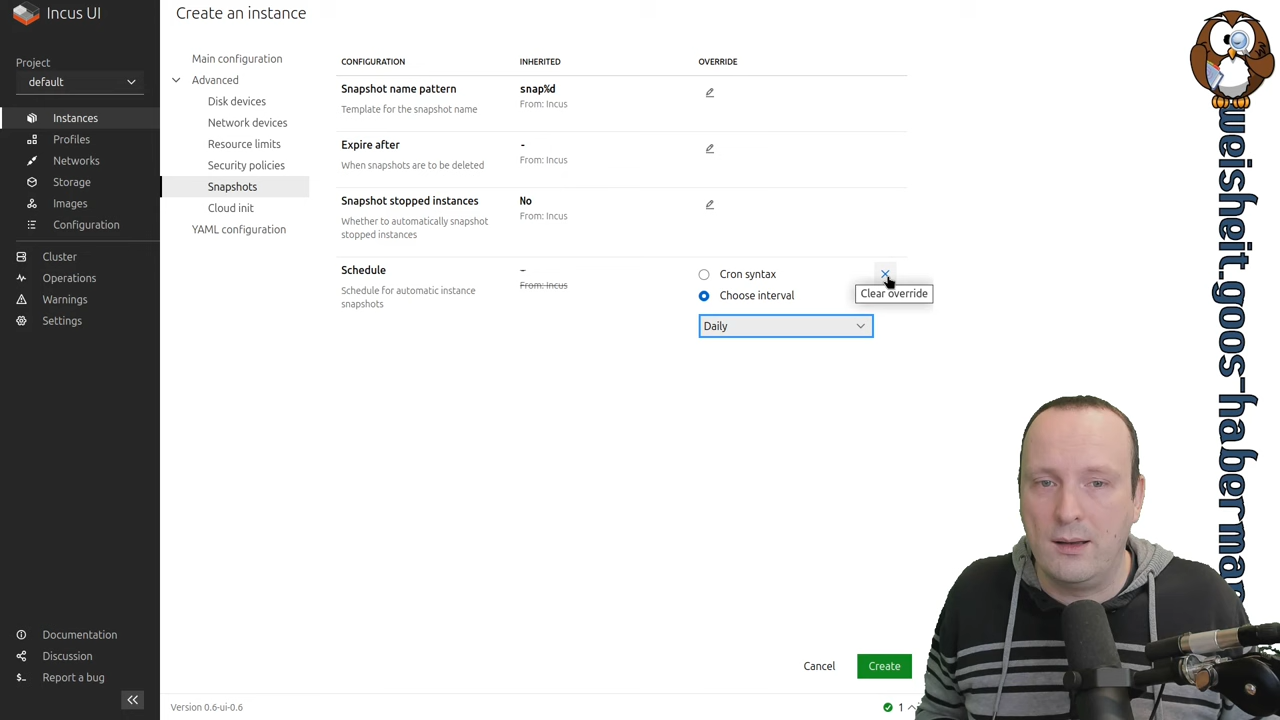 Incus UI
Create an instance
Project
default
Instances
Profiles
Networks
Storage
Images
Configuration
Cluster
Operations
Warnings
Settings
Documentation
Discussion
Report a bug
Main configuration
Advanced
Disk devices
Network devices
Resource limits
Security policies
Snapshots
Cloud init
YAML configuration
CONFIGURATION INHERITED OVERRIDE
Snapshot name pattern snap%d
Template for the snapshot name From: Incus
Expire after -
When snapshots are to be deleted From: Incus
Snapshot stopped instances No
Whether to automatically snapshot From: Incus
stopped instances
Schedule - Cron syntax
Schedule for automatic instance From: Incus
snapshots
Choose interval
Clear override
Daily
Cancel Create
Version 0.6-ui-0.6
1
weisheit.goos-haberman